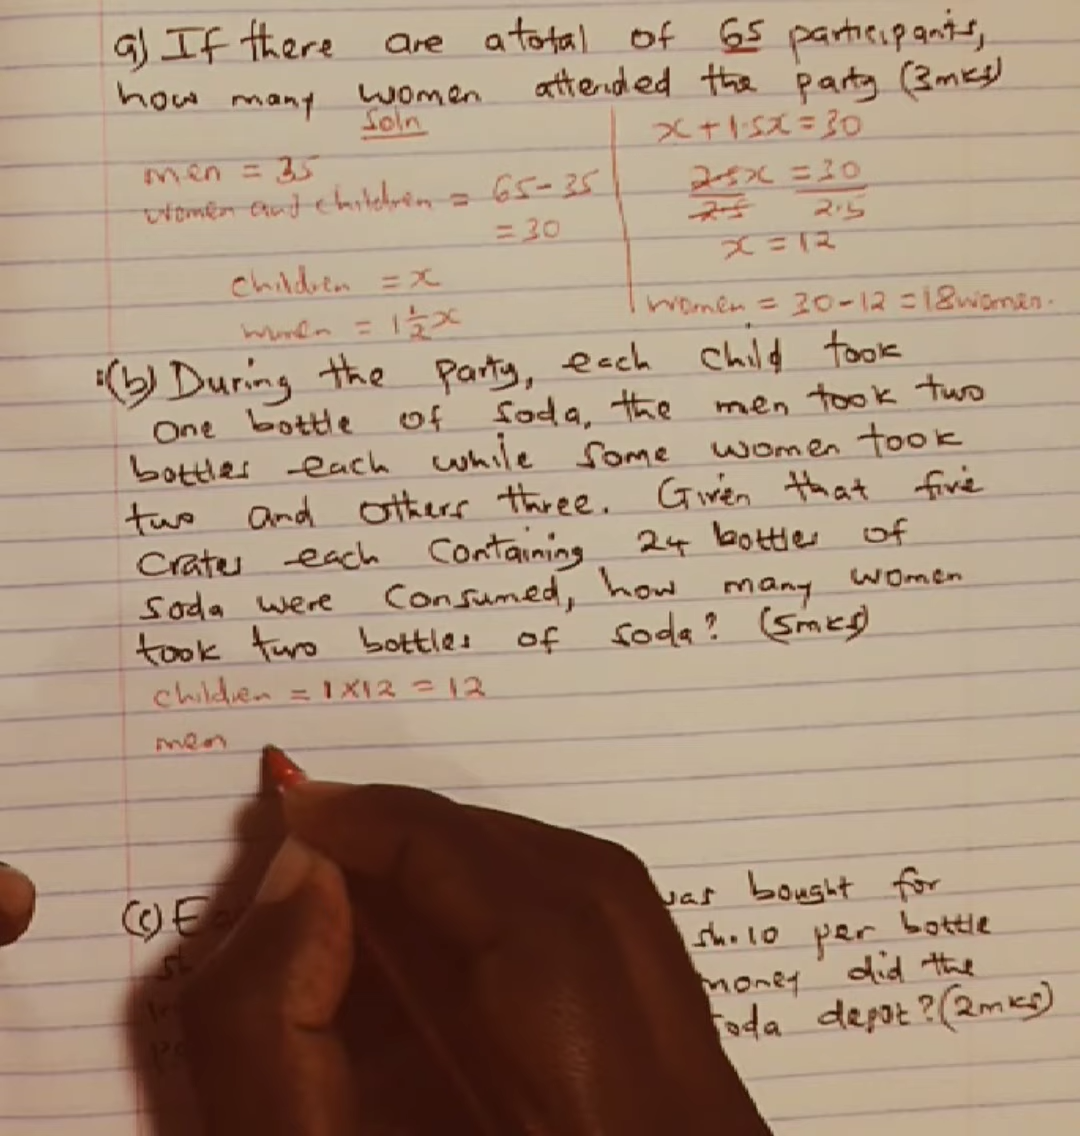 a) If there are a total of 65 participants,
how many women attended the party (3mks)
soln
men = 35
women and children = 65-35
= 30
children = x
women = 1 1/2 x
x + 1.5x = 30
2.5x = 30
2.5 2.5
x = 12
women = 30-12 = 18 women.
(b) During the party, each child took
one bottle of soda, the men took two
bottles each while some women took
two and others three. Given that five
crates each containing 24 bottles of
soda were consumed, how many women
took two bottles of soda? (5mks)
children = 1x12 = 12
men
(c) was bought for
sh.10 per bottle
money did the
depot? (2mks)